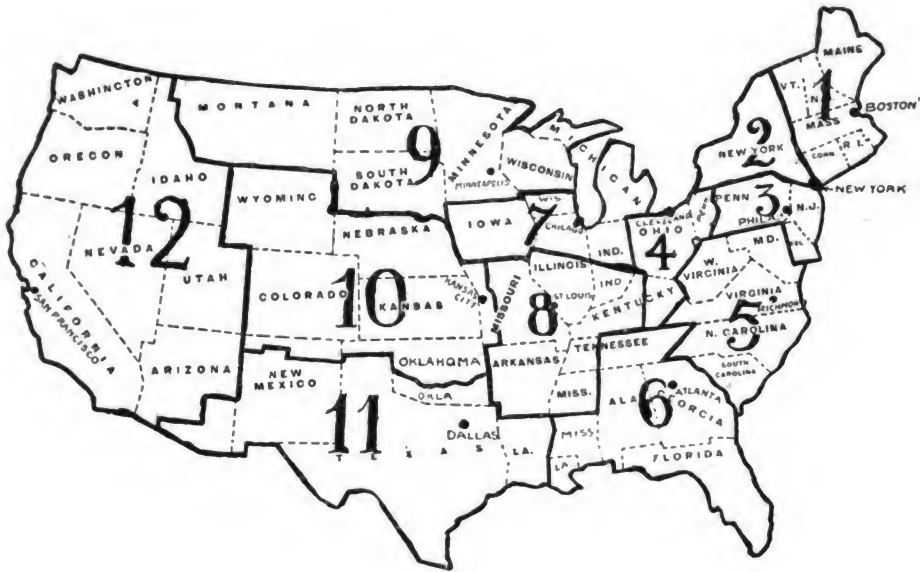 MAINE
WASHINGTON
MONTANA
NORTH
DAKOTA
MINNESOTA
MICHIGAN
VT.
N
1
BOSTON
MASS
OREGON
9
WISCONSIN
2
NEW YORK
CONN
R.I.
IDAHO
SOUTH
DAKOTA
MINNEAPOLIS
NEW YORK
WYOMING
WIS
CLEVELAND
OHIO
PENN
3
N.J.
PHILA
IOWA
7
CHICAGO
12
NEBRASKA
4
MD.
DEL
NEVADA
UTAH
ILLINOIS
IND.
W.
VIRGINIA
CALIFORNIA
SAN FRANCISCO
COLORADO
10
KANSAS
KANSAS
CITY
MISSOURI
ST LOUIS
IND
8
KENTUCKY
VIRGINIA
RICHMOND
5
N. CAROLINA
ARIZONA
NEW
MEXICO
OKLAHOMA
ARKANSAS
TENNESSEE
SOUTH
CAROLINA
OKLA
MISS.
ALA
6
ATLANTA
GEORGIA
11
DALLAS
TEXAS
LA.
MISS
LA
FLORIDA